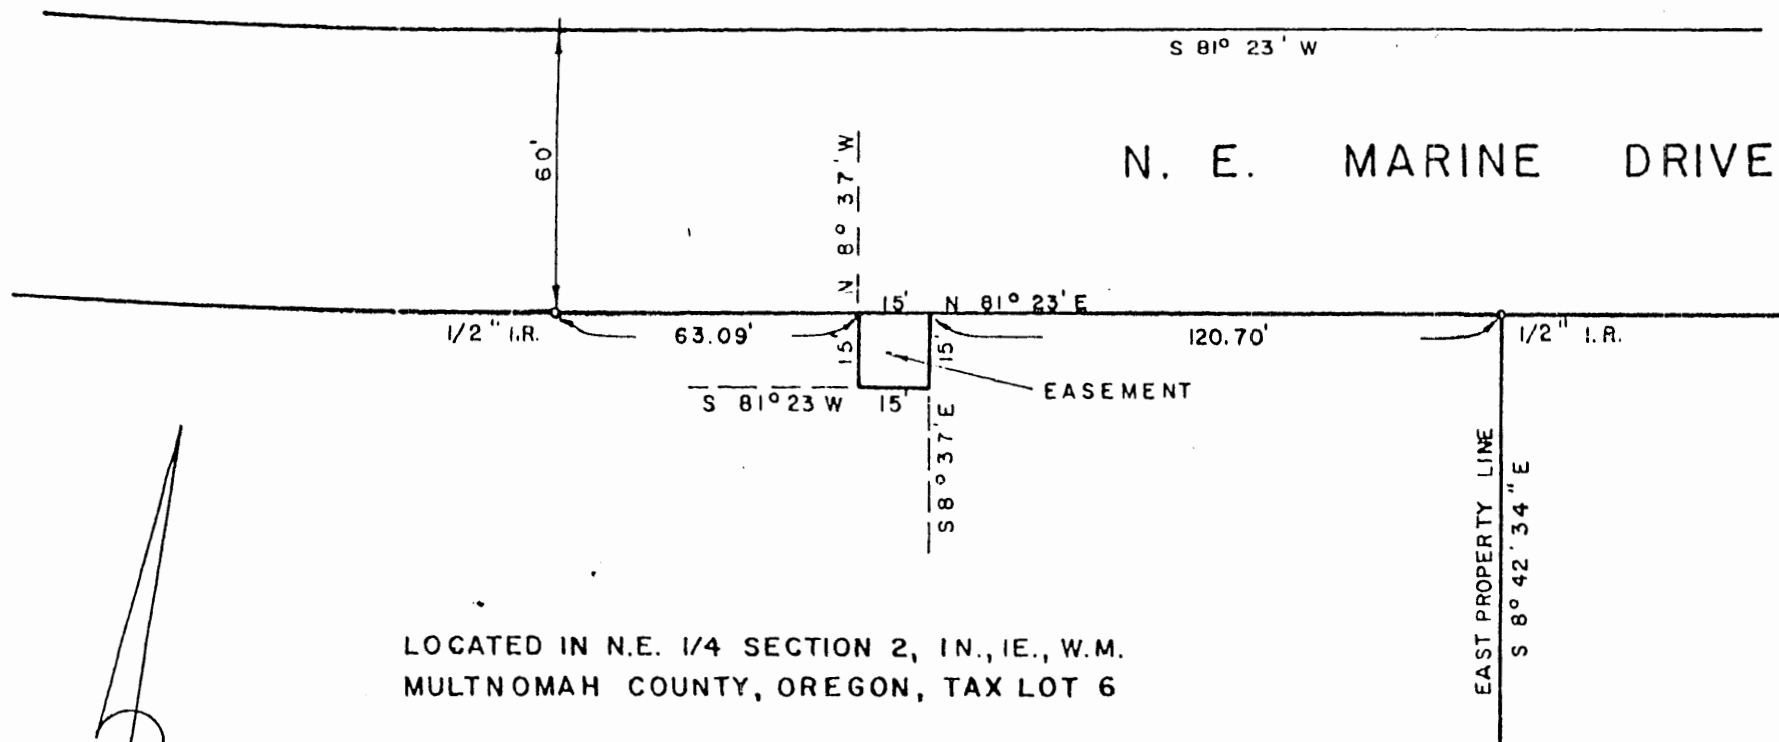 S 81° 23' W
60'
N 8° 37' W
N. E. MARINE DRIVE
15' N 81° 23' E
1/2" I.R. 63.09' 120.70' 1/2" I.R.
15' 15'
EASEMENT
S 81° 23 W 15'
S 8° 37' E
EAST PROPERTY LINE
S 8° 42' 34" E
LOCATED IN N.E. 1/4 SECTION 2, 1N., 1E., W.M.
MULTNOMAH COUNTY, OREGON, TAX LOT 6